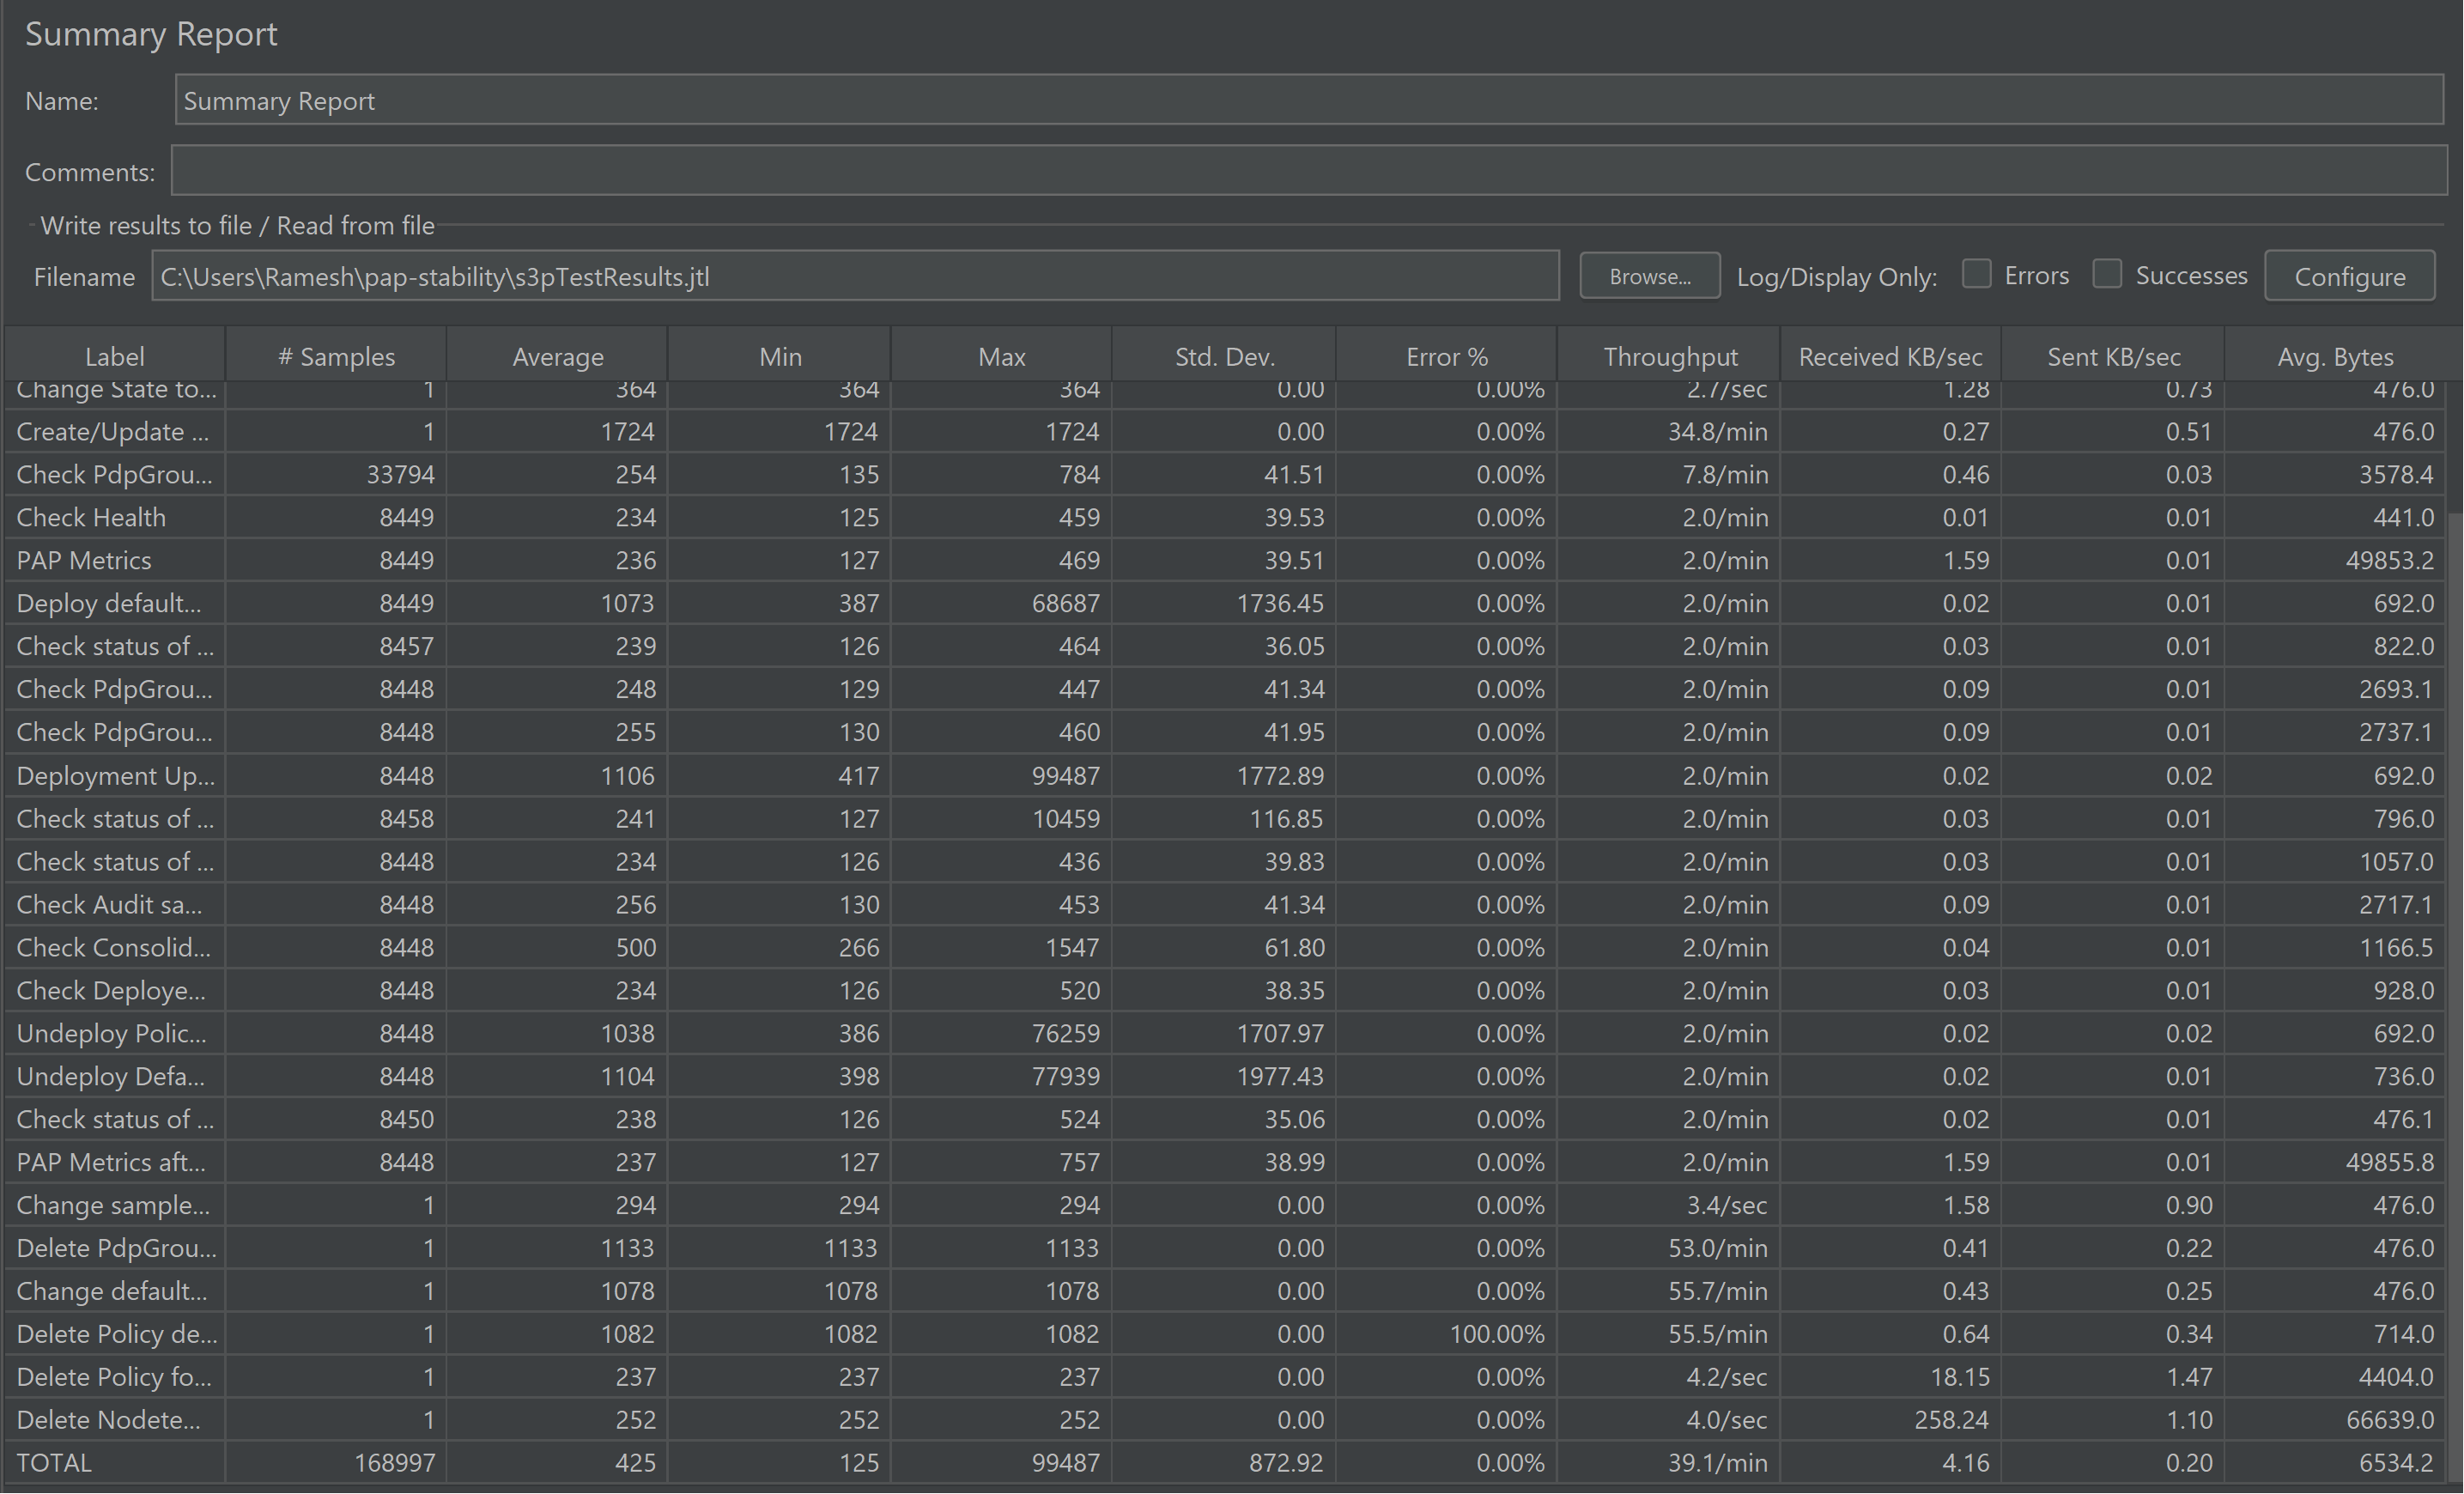 Summary Report
Name: Summary Report
Comments:
Write results to file / Read from file
Filename C:\Users\Ramesh\pap-stability\s3pTestResults.jtl Browse... Log/Display Only: Errors Successes Configure
Label # Samples Average Min Max Std. Dev. Error % Throughput Received KB/sec Sent KB/sec Avg. Bytes
Change State to... 1 364 364 364 0.00 0.00% 2.7/sec 1.28 0.73 476.0
Create/Update ... 1 1724 1724 1724 0.00 0.00% 34.8/min 0.27 0.51 476.0
Check PdpGrou... 33794 254 135 784 41.51 0.00% 7.8/min 0.46 0.03 3578.4
Check Health 8449 234 125 459 39.53 0.00% 2.0/min 0.01 0.01 441.0
PAP Metrics 8449 236 127 469 39.51 0.00% 2.0/min 1.59 0.01 49853.2
Deploy default... 8449 1073 387 68687 1736.45 0.00% 2.0/min 0.02 0.01 692.0
Check status of ... 8457 239 126 464 36.05 0.00% 2.0/min 0.03 0.01 822.0
Check PdpGrou... 8448 248 129 447 41.34 0.00% 2.0/min 0.09 0.01 2693.1
Check PdpGrou... 8448 255 130 460 41.95 0.00% 2.0/min 0.09 0.01 2737.1
Deployment Up... 8448 1106 417 99487 1772.89 0.00% 2.0/min 0.02 0.02 692.0
Check status of ... 8458 241 127 10459 116.85 0.00% 2.0/min 0.03 0.01 796.0
Check status of ... 8448 234 126 436 39.83 0.00% 2.0/min 0.03 0.01 1057.0
Check Audit sa... 8448 256 130 453 41.34 0.00% 2.0/min 0.09 0.01 2717.1
Check Consolid... 8448 500 266 1547 61.80 0.00% 2.0/min 0.04 0.01 1166.5
Check Deploye... 8448 234 126 520 38.35 0.00% 2.0/min 0.03 0.01 928.0
Undeploy Polic... 8448 1038 386 76259 1707.97 0.00% 2.0/min 0.02 0.02 692.0
Undeploy Defa... 8448 1104 398 77939 1977.43 0.00% 2.0/min 0.02 0.01 736.0
Check status of ... 8450 238 126 524 35.06 0.00% 2.0/min 0.02 0.01 476.1
PAP Metrics aft... 8448 237 127 757 38.99 0.00% 2.0/min 1.59 0.01 49855.8
Change sample... 1 294 294 294 0.00 0.00% 3.4/sec 1.58 0.90 476.0
Delete PdpGrou... 1 1133 1133 1133 0.00 0.00% 53.0/min 0.41 0.22 476.0
Change default... 1 1078 1078 1078 0.00 0.00% 55.7/min 0.43 0.25 476.0
Delete Policy de... 1 1082 1082 1082 0.00 100.00% 55.5/min 0.64 0.34 714.0
Delete Policy fo... 1 237 237 237 0.00 0.00% 4.2/sec 18.15 1.47 4404.0
Delete Nodete... 1 252 252 252 0.00 0.00% 4.0/sec 258.24 1.10 66639.0
TOTAL 168997 425 125 99487 872.92 0.00% 39.1/min 4.16 0.20 6534.2